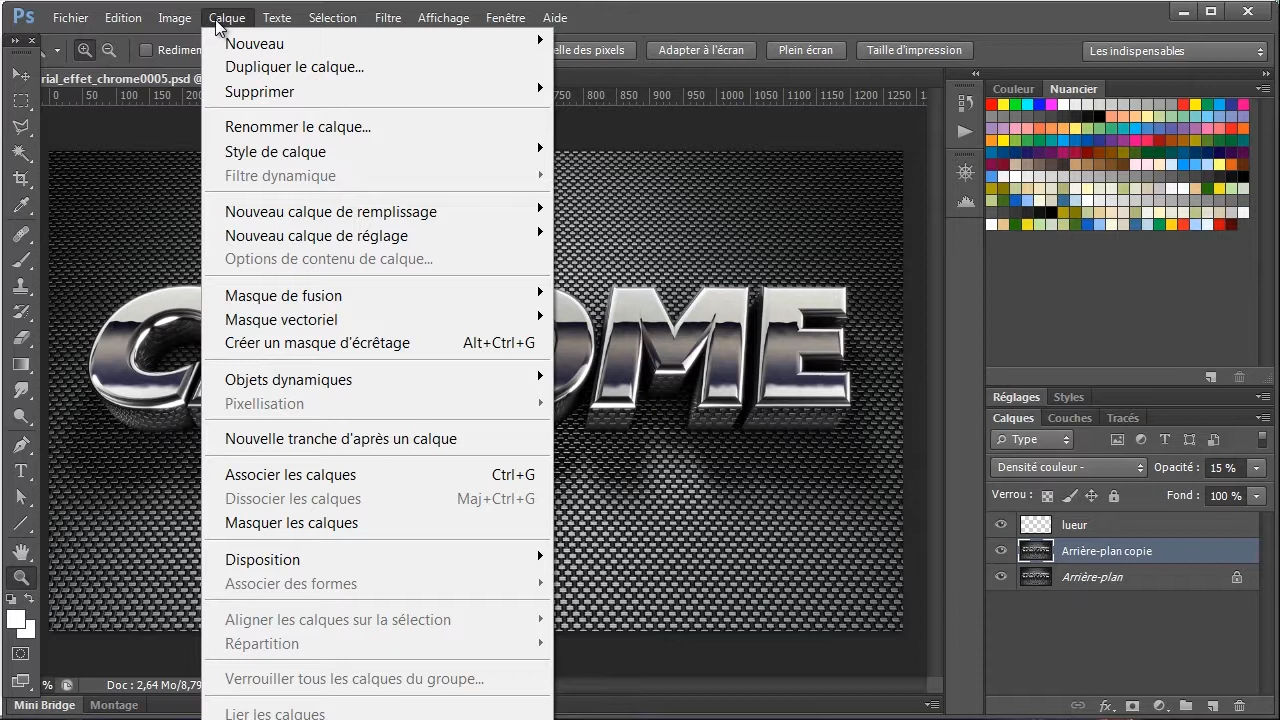 Ps Fichier Edition Image Calque Texte Sélection Filtre Affichage Fenêtre Aide
Adapter à l'écran Plein écran Taille d'impression Les indispensables
elle des pixels
Redimen
rial_effet_chrome0005.psd @
0 50 100 150 200 750 800 850 900 950 1000 1050 1100 1150 1200 1250
Nouveau
Dupliquer le calque...
Supprimer
Renommer le calque...
Style de calque
Filtre dynamique
Nouveau calque de remplissage
Nouveau calque de réglage
Options de contenu de calque...
Masque de fusion
Masque vectoriel
Créer un masque d'écrêtage Alt+Ctrl+G
Objets dynamiques
Pixellisation
Nouvelle tranche d'après un calque
Associer les calques Ctrl+G
Dissocier les calques Maj+Ctrl+G
Masquer les calques
Disposition
Associer des formes
Aligner les calques sur la sélection
Répartition
Verrouiller tous les calques du groupe...
Lier les calques
C OME
Couleur Nuancier
Réglages Styles
Calques Couches Tracés
Type
Densité couleur - Opacité : 15 %
Verrou : Fond : 100 %
lueur
Arrière-plan copie
Arrière-plan
% Doc : 2,64 Mo/8,79
Mini Bridge Montage